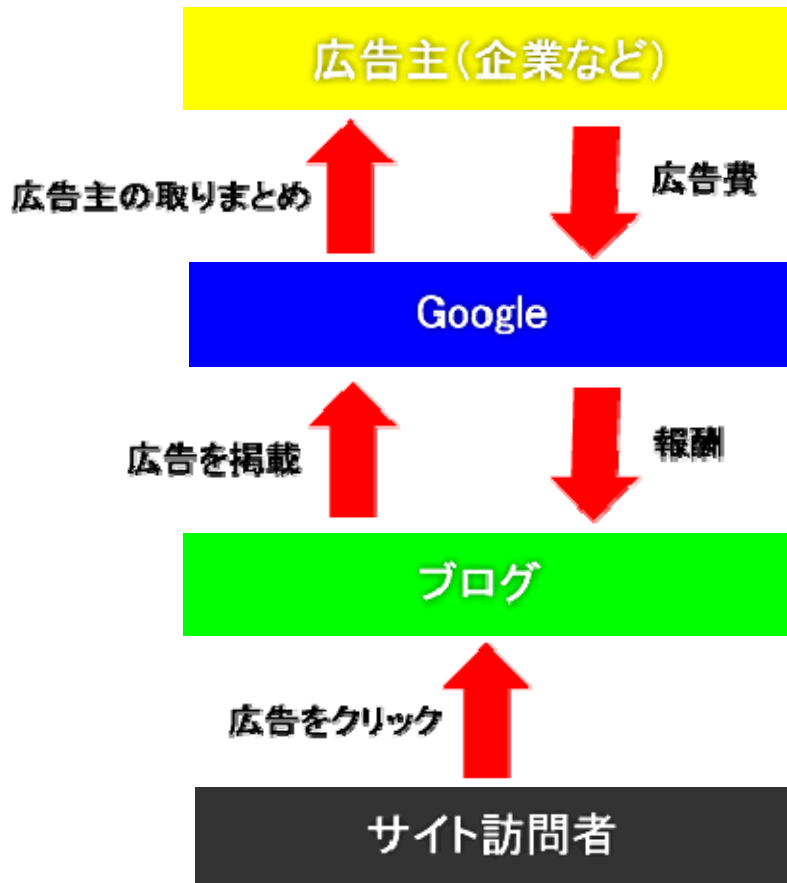 広告主（企業など）
広告主の取りまとめ
広告費
Google
広告を掲載
報酬
ブログ
広告をクリック
サイト訪問者